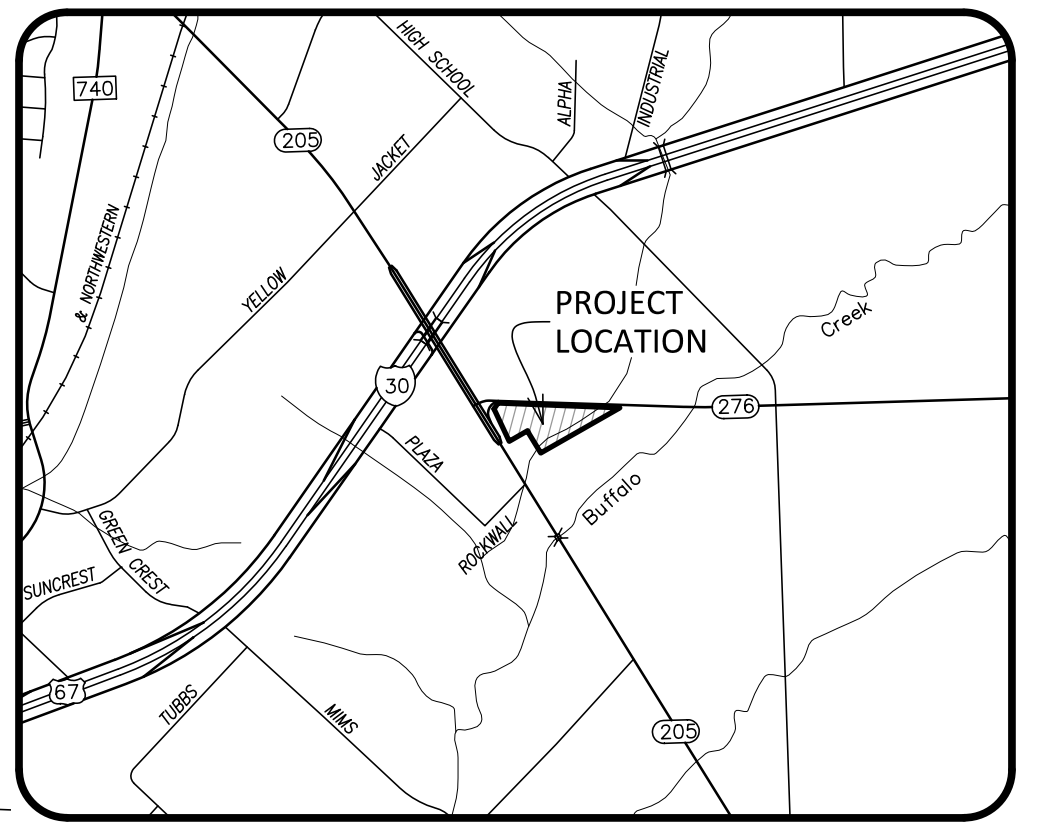 HIGH SCHOOL
INDUSTRIAL
740
ALPHA
205
JACKET
& NORTHWESTERN
YELLOW
PROJECT
LOCATION
Creek
30
276
PLAZA
Buffalo
GREEN CREST
ROCKWALL
SUNCREST
67
TUBBS
MIMS
205